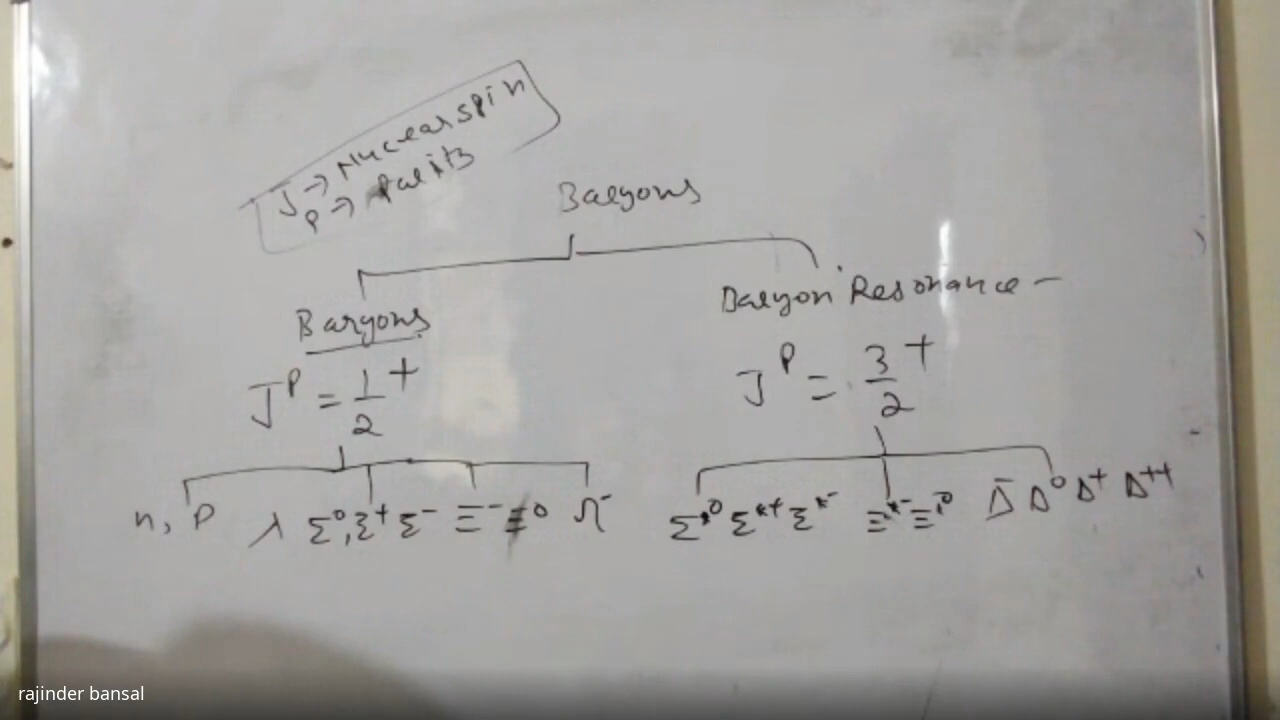 J → Nuclear spin
P → Parity
Baryons
Baryons
Baryon Resonance -
J^P = 1/2 +
J^P = 3/2 +
n, p λ Σ⁰, Σ⁺ Σ⁻ Ξ⁻ Ξ⁰ Ω⁻
Σ*⁰ Σ*⁺ Σ*⁻ Ξ*⁻ Ξ*⁰ Δ⁻ Δ⁰ Δ⁺ Δ⁺⁺
rajinder bansal